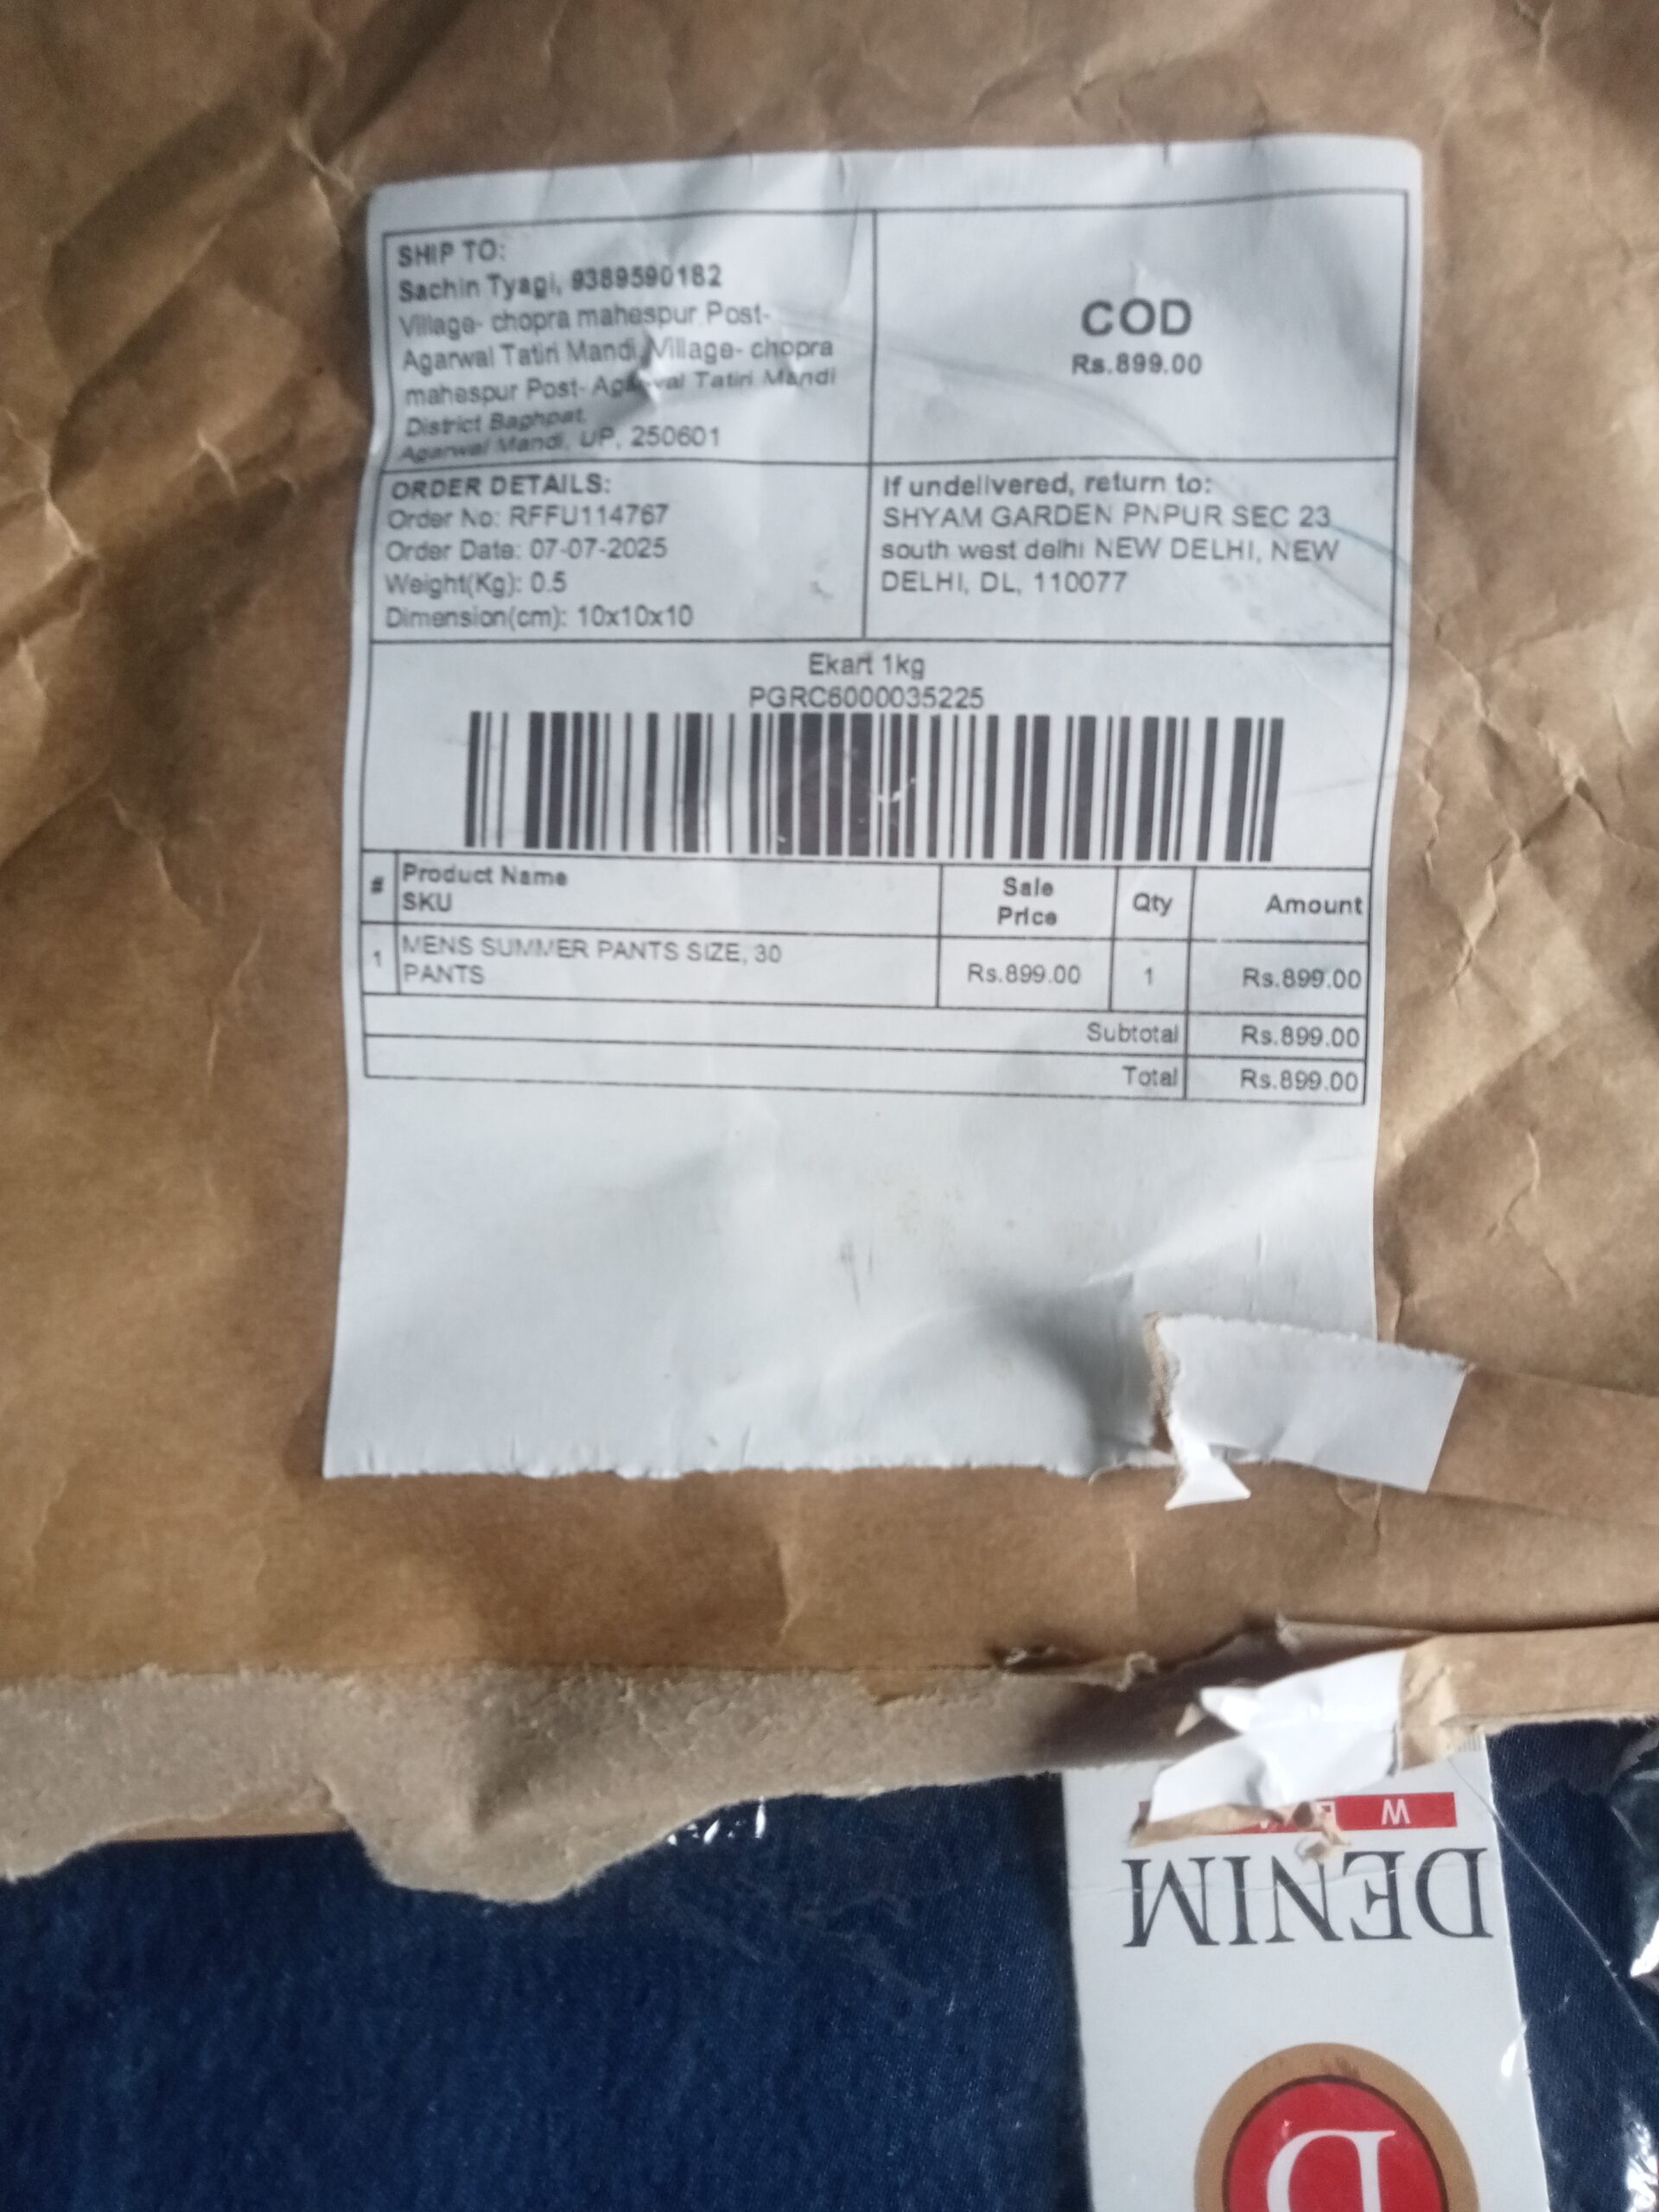 SHIP TO:
Sachin Tyagi, 9389590182
Village- chopra mahespur Post-
Agarwal Tatiri Mandi, Village- chopra
mahespur Post- Agarwal Tatiri Mandi
District Baghpat,
Agarwal Mandi, UP, 250601
COD
Rs.899.00
ORDER DETAILS:
Order No: RFFU114767
Order Date: 07-07-2025
Weight(Kg): 0.5
Dimension(cm): 10x10x10
If undelivered, return to:
SHYAM GARDEN PNPUR SEC 23
south west delhi NEW DELHI, NEW
DELHI, DL, 110077
Ekart 1kg
PGRC6000035225
# Product Name SKU Sale Price Qty Amount
1 MENS SUMMER PANTS SIZE, 30 PANTS Rs.899.00 1 Rs.899.00
Subtotal Rs.899.00
Total Rs.899.00
DENIM
D